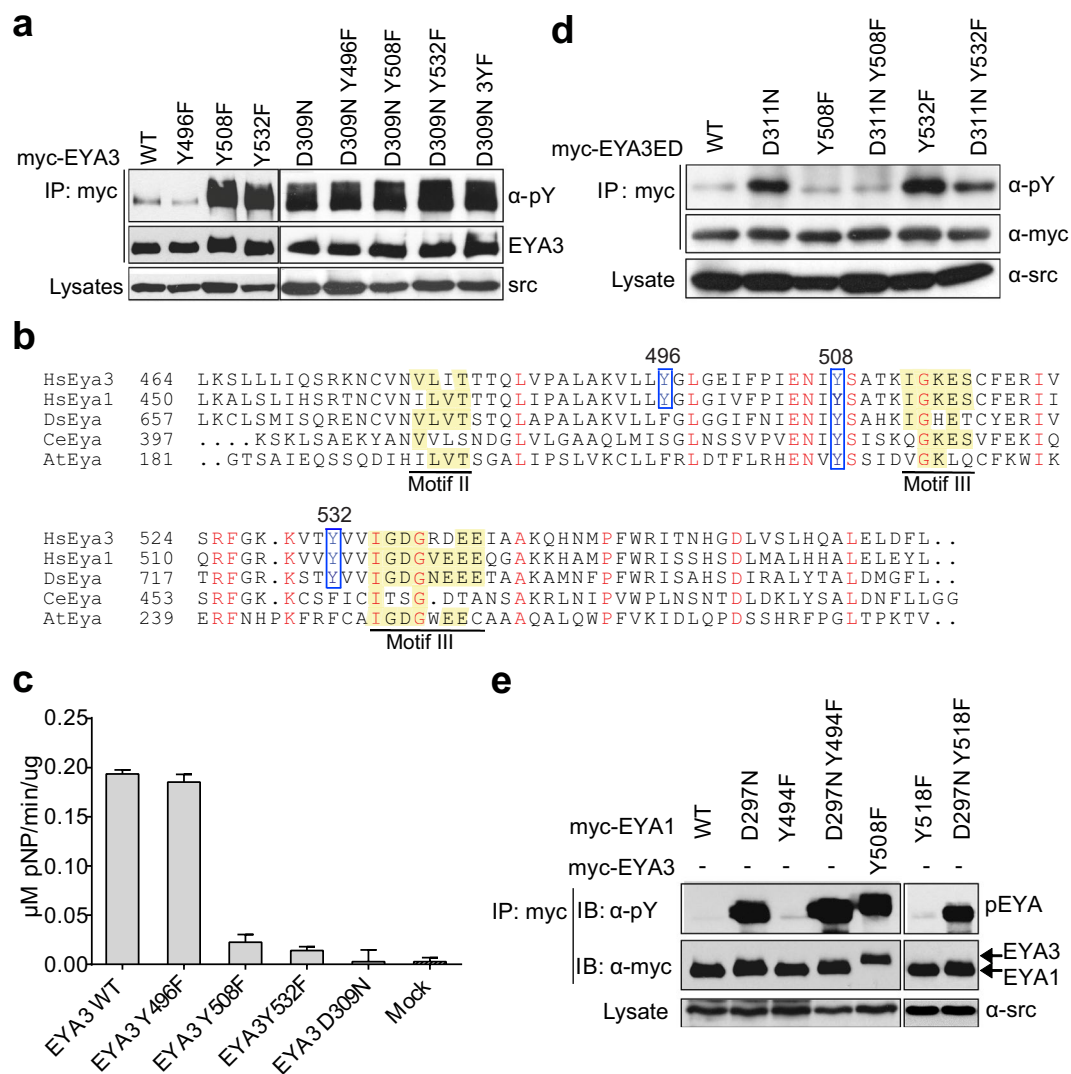 a
myc-EYA3
WT
Y496F
Y508F
Y532F
D309N
D309N Y496F
D309N Y508F
D309N Y532F
D309N 3YF
IP: myc
α-pY
EYA3
Lysates
src
d
myc-EYA3ED
WT
D311N
Y508F
D311N Y508F
Y532F
D311N Y532F
IP: myc
α-pY
α-myc
Lysate
α-src
b
496
508
HsEya3 464 LKSLLLIQSRKNCVNVLITTTQLVPALAKVLLYGLGEIFPIENIYSATKIGKESCFERIV
HsEya1 450 LKALSLIHSRTNCVNILVTTTQLAPALAKVLLYGLGIVFPIENIYSATKIGKESCFERII
DsEya 657 LKCLSMISQRENCVNVLVTSTQLAPALAKVLLFGLGGIFNIENIYSAHKIGHETCYERIV
CeEya 397 ....KSKLSAEKYANVVLSNDGLVLGAAQLMISGLNSSVPVENIYSISKQGKESVFEKIQ
AtEya 181 ..GTSAIEQSSQDIHILVTSGALIPSLVKCLLFRLDTFLRHENVYSSIDVGKLQCFKWIK
Motif II
Motif III
532
HsEya3 524 SRFGK.KVTYVVIGDGRDEEIAAKQHNMPFWRITNHGDLVSLHQALELDFL..
HsEya1 510 QRFGR.KVVYVVIGDGVEEEQGAKKHAMPFWRISSHSDLMALHHALELEYL..
DsEya 717 TRFGR.KSTYVVIGDGNEEETAAKAMNFPFWRISAHSDIRALYTALDMGFL..
CeEya 453 SRFGK.KCSFICITSG.DTANSAKRLNIPVWPLNSNTDLDKLYSALDNFLLGG
AtEya 239 ERFNHPKFRFCAIGDGWEECAAAQALQWPFVKIDLQPDSSHRFPGLTPKTV..
Motif III
c
µM pNP/min/ug
0.25
0.20
0.15
0.10
0.05
0.00
EYA3 WT
EYA3 Y496F
EYA3 Y508F
EYA3 Y532F
EYA3 D309N
Mock
e
myc-EYA1
WT
D297N
Y494F
D297N Y494F
Y518F
D297N Y518F
myc-EYA3
- - - - Y508F - -
IP: myc
IB: α-pY
pEYA
IB: α-myc
EYA3
EYA1
Lysate
α-src